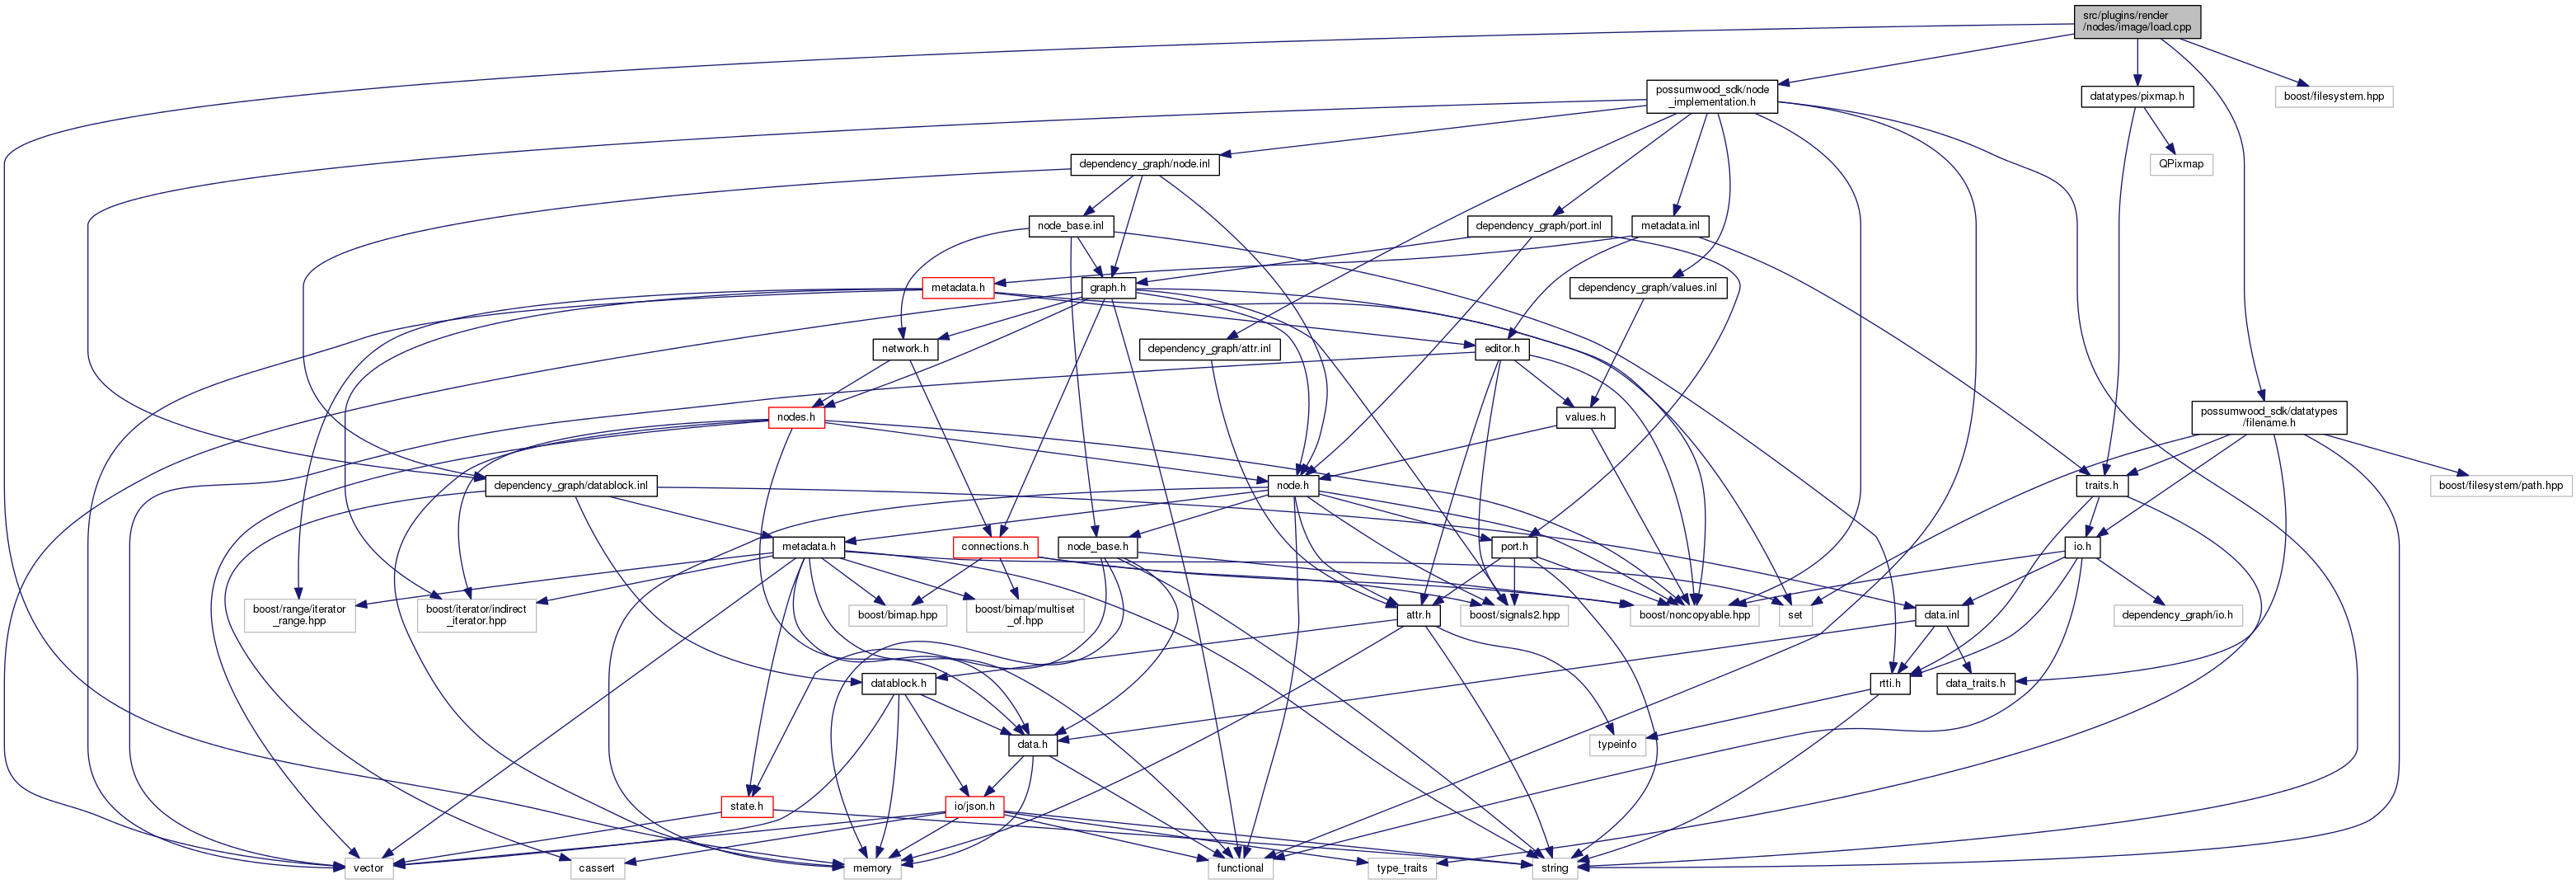 src/plugins/render
/nodes/image/load.cpp
possumwood_sdk/node
_implementation.h
datatypes/pixmap.h
boost/filesystem.hpp
dependency_graph/node.inl
QPixmap
node_base.inl
dependency_graph/port.inl
metadata.inl
metadata.h
graph.h
dependency_graph/values.inl
network.h
dependency_graph/attr.inl
editor.h
nodes.h
values.h
possumwood_sdk/datatypes
/filename.h
dependency_graph/datablock.inl
node.h
traits.h
boost/filesystem/path.hpp
metadata.h
connections.h
node_base.h
port.h
io.h
boost/range/iterator
_range.hpp
boost/iterator/indirect
_iterator.hpp
boost/bimap.hpp
boost/bimap/multiset
_of.hpp
attr.h
boost/signals2.hpp
boost/noncopyable.hpp
set
data.inl
dependency_graph/io.h
datablock.h
rtti.h
data_traits.h
data.h
typeinfo
state.h
io/json.h
vector
cassert
memory
functional
type_traits
string